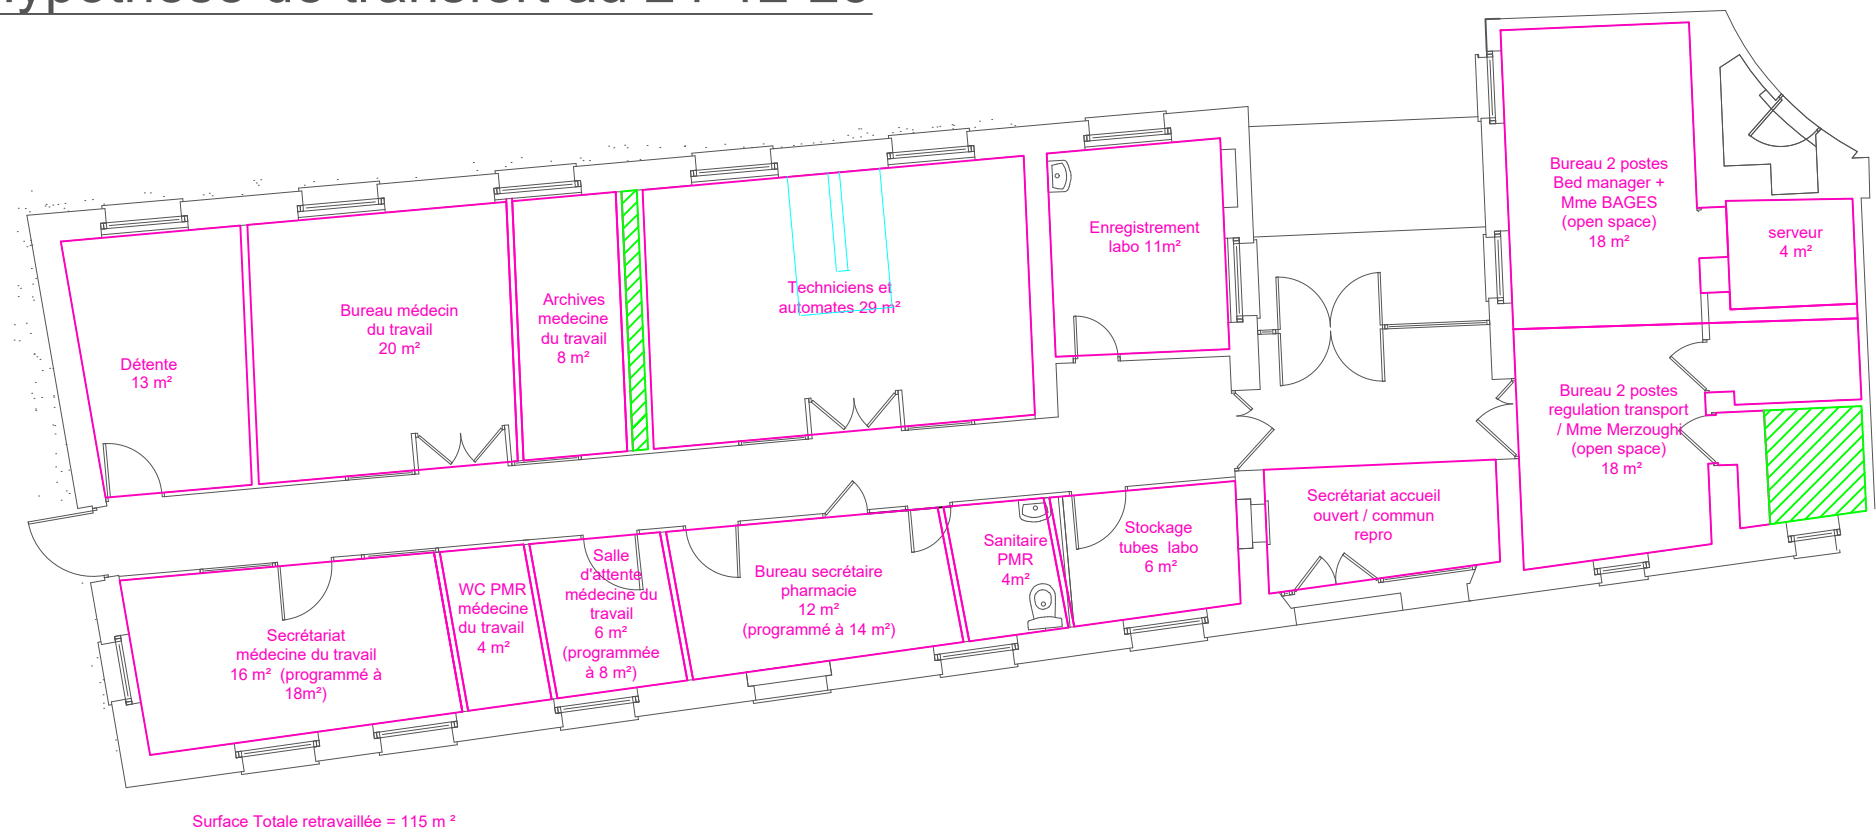 Bureau 2 postes
Bed manager +
Mme BAGES
(open space)
18 m²
serveur
4 m²
Enregistrement
labo 11m²
Techniciens et
automates 29 m²
Archives
medecine
du travail
8 m²
Bureau médecin
du travail
20 m²
Détente
13 m²
Bureau 2 postes
regulation transport
/ Mme Merzoughi
(open space)
18 m²
Secrétariat accueil
ouvert / commun
repro
Stockage
tubes labo
6 m²
Sanitaire
PMR
4m²
Bureau secrétaire
pharmacie
12 m²
(programmé à 14 m²)
Salle
d'attente
médecine du
travail
6 m²
(programmée
à 8 m²)
WC PMR
médecine
du travail
4 m²
Secrétariat
médecine du travail
16 m² (programmé à
18m²)
Surface Totale retravaillée = 115 m ²